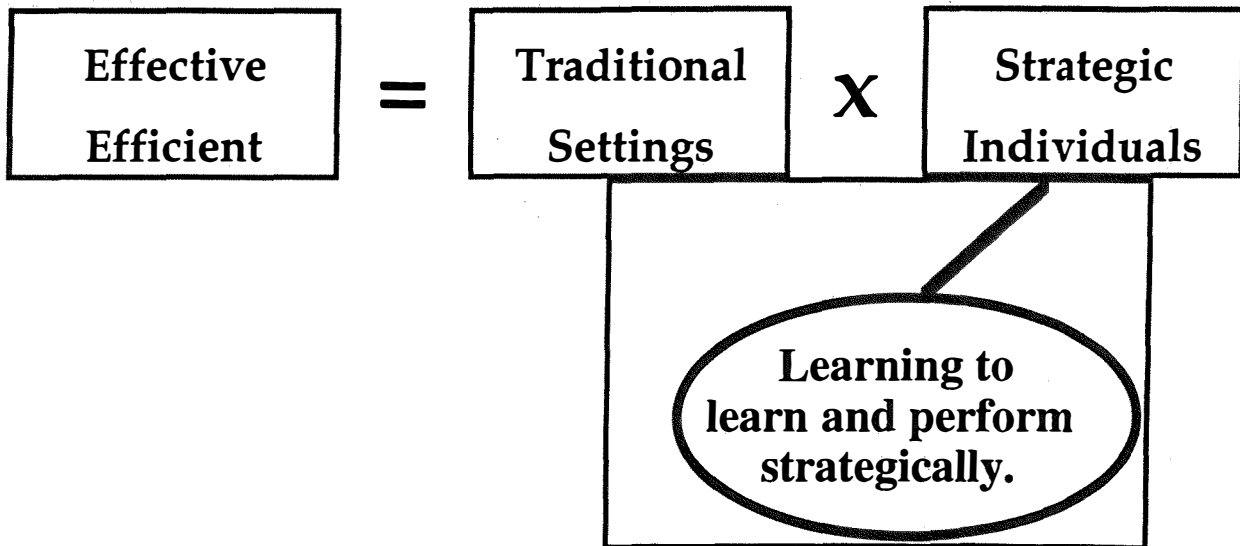 Effective
Efficient
=
Traditional
Settings
x
Strategic
Individuals
Learning to
learn and perform
strategically.